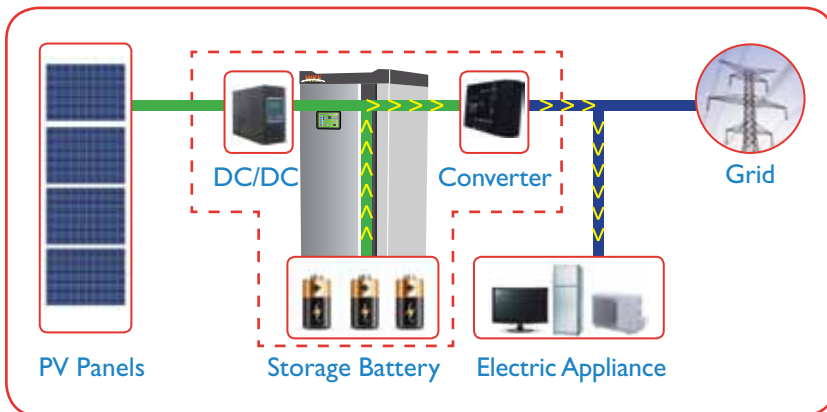 DC/DC
Converter
Grid
PV Panels
Storage Battery
Electric Appliance